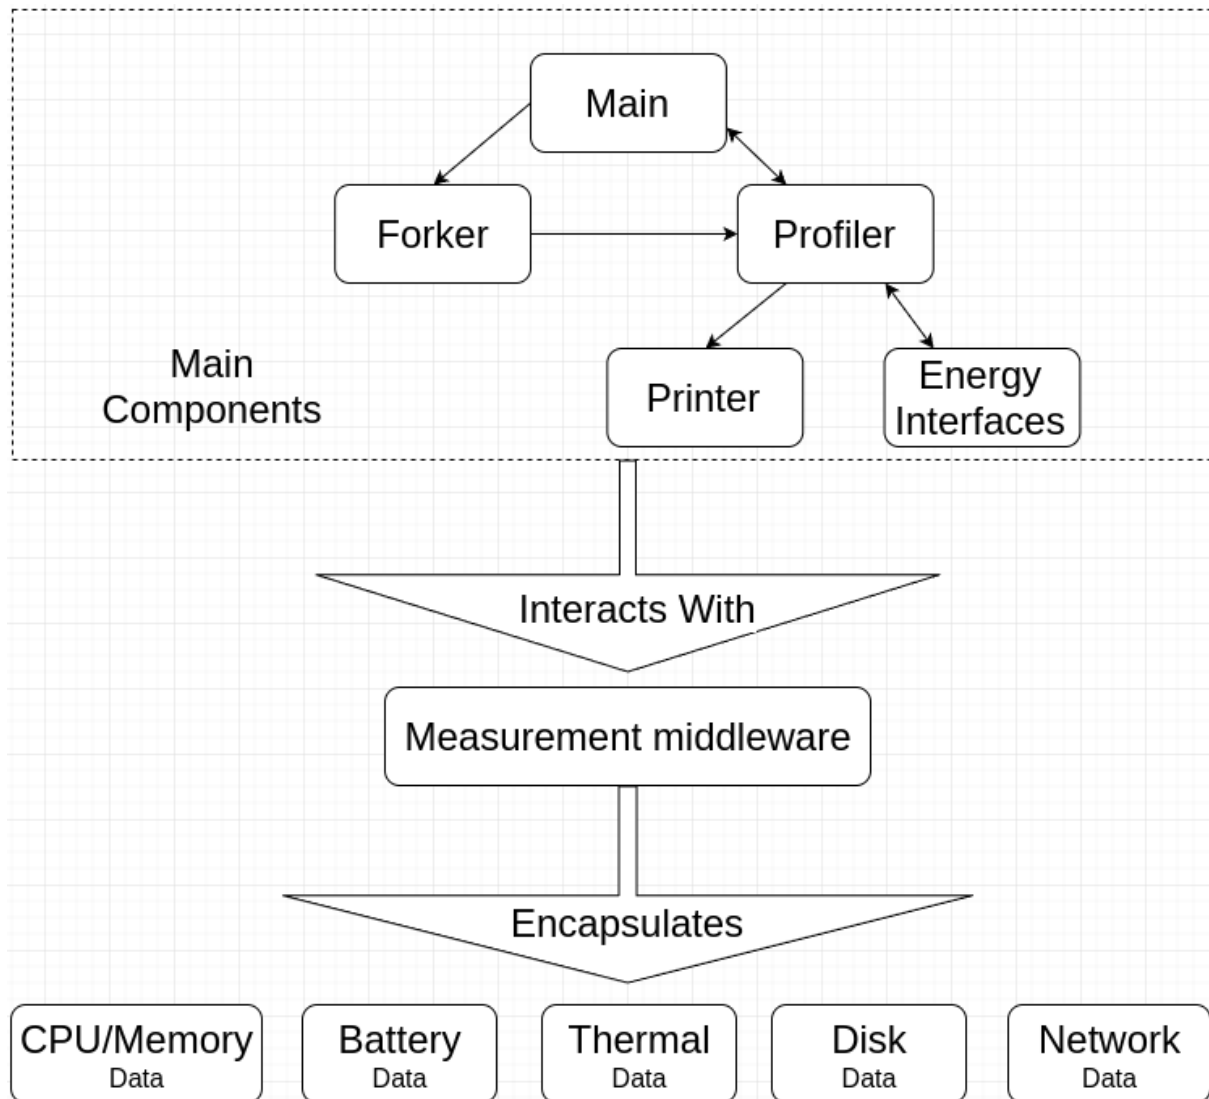 Main
Forker
Profiler
Main
Components
Printer
Energy
Interfaces
Interacts With
Measurement middleware
Encapsulates
CPU/Memory
Data
Battery
Data
Thermal
Data
Disk
Data
Network
Data